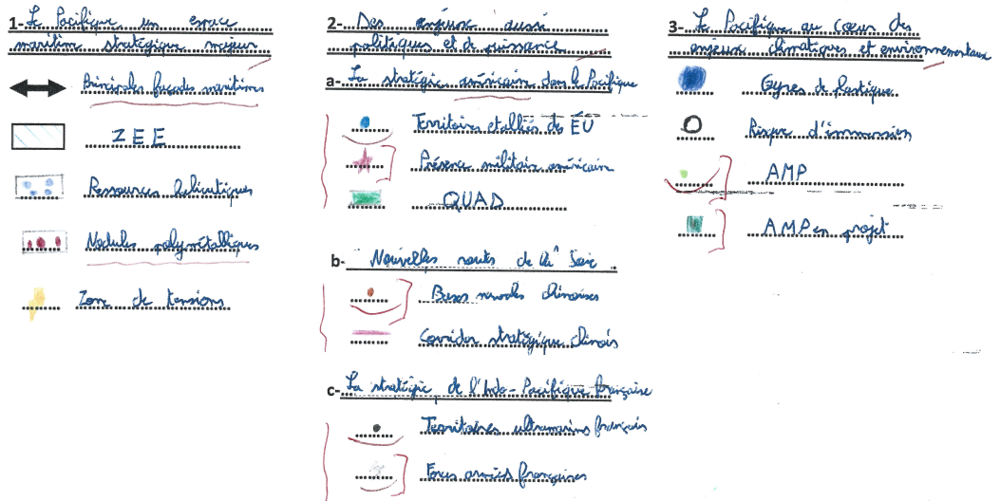 1- Le Pacifique un espace
maritime stratégique majeur
Principales façades maritimes
ZEE
Ressources halieutiques
Nodules polymétalliques
Zone de tensions
2- Des enjeux aussi
politiques et de puissance
a- La stratégie américain dans le Pacifique
Territoire et alliés des ÉU
Présence militaire américaine
QUAD
b- Nouvelles routes de la Soie
Bases navales chinoises
Corridor stratégique chinois
c- La stratégie de l'Indo-Pacifique française
Territoires ultramarins français
Forces armées françaises
3- Le Pacifique au cœur des
enjeux climatiques et environnementaux
Gyres de plastique
Risque d'immersion
AMP
AMP en projet